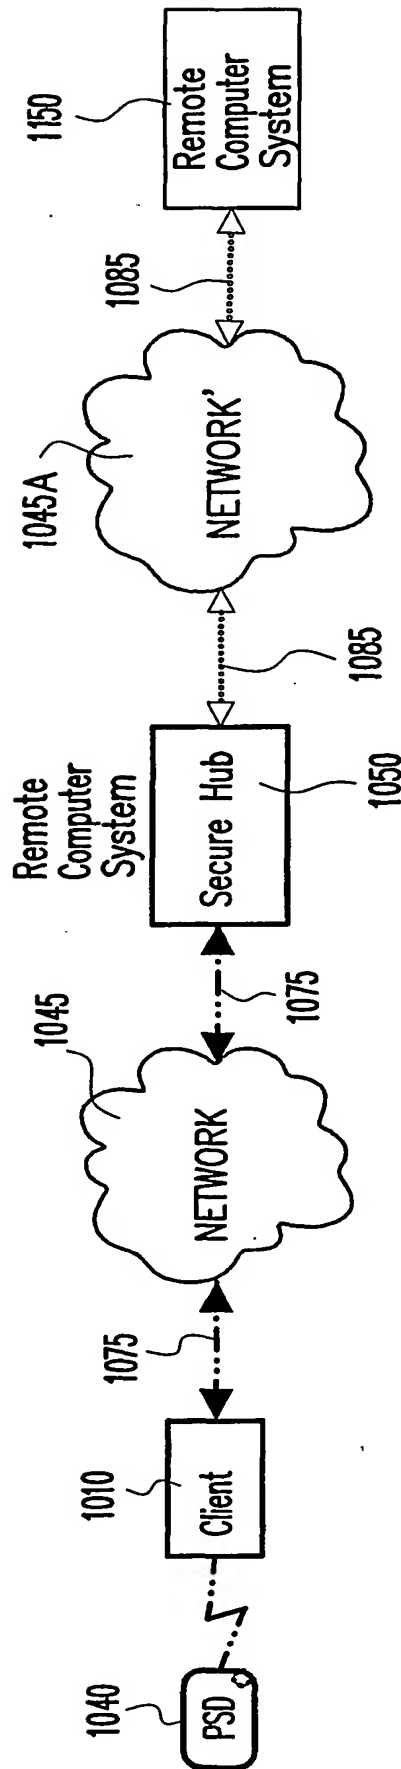 1040
PSD
1010
Client
1075
1045
NETWORK
1075
Remote
Computer
System
Secure Hub
1050
1085
1045A
NETWORK'
1085
1150
Remote
Computer
System